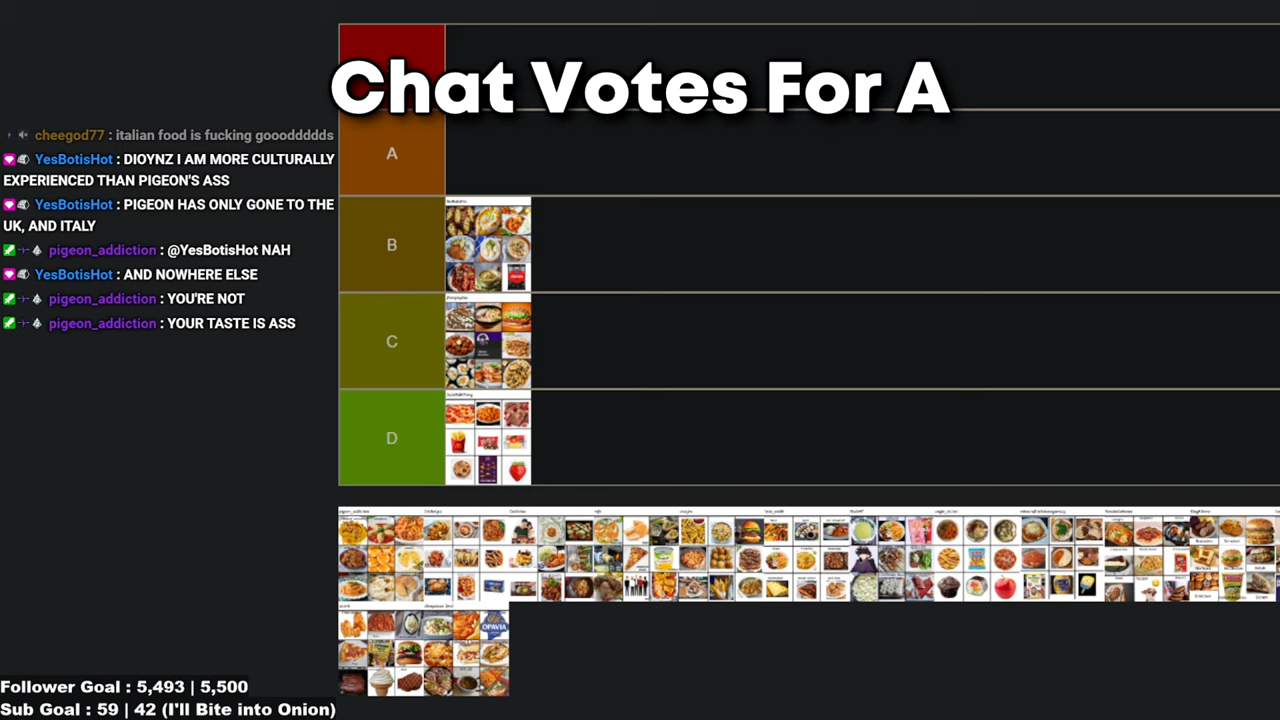 Chat Votes For A
cheegod77 : italian food is fucking gooodddds
YesBotisHot : DIOYNZ I AM MORE CULTURALLY
EXPERIENCED THAN PIGEON'S ASS
YesBotisHot : PIGEON HAS ONLY GONE TO THE
UK, AND ITALY
pigeon_addiction : @YesBotisHot NAH
YesBotisHot : AND NOWHERE ELSE
pigeon_addiction : YOU'RE NOT
pigeon_addiction : YOUR TASTE IS ASS
A
B
C
D
pigeon_addiction
OPAVIA
Follower Goal : 5,493 | 5,500
Sub Goal : 59 | 42 (I'll Bite into Onion)